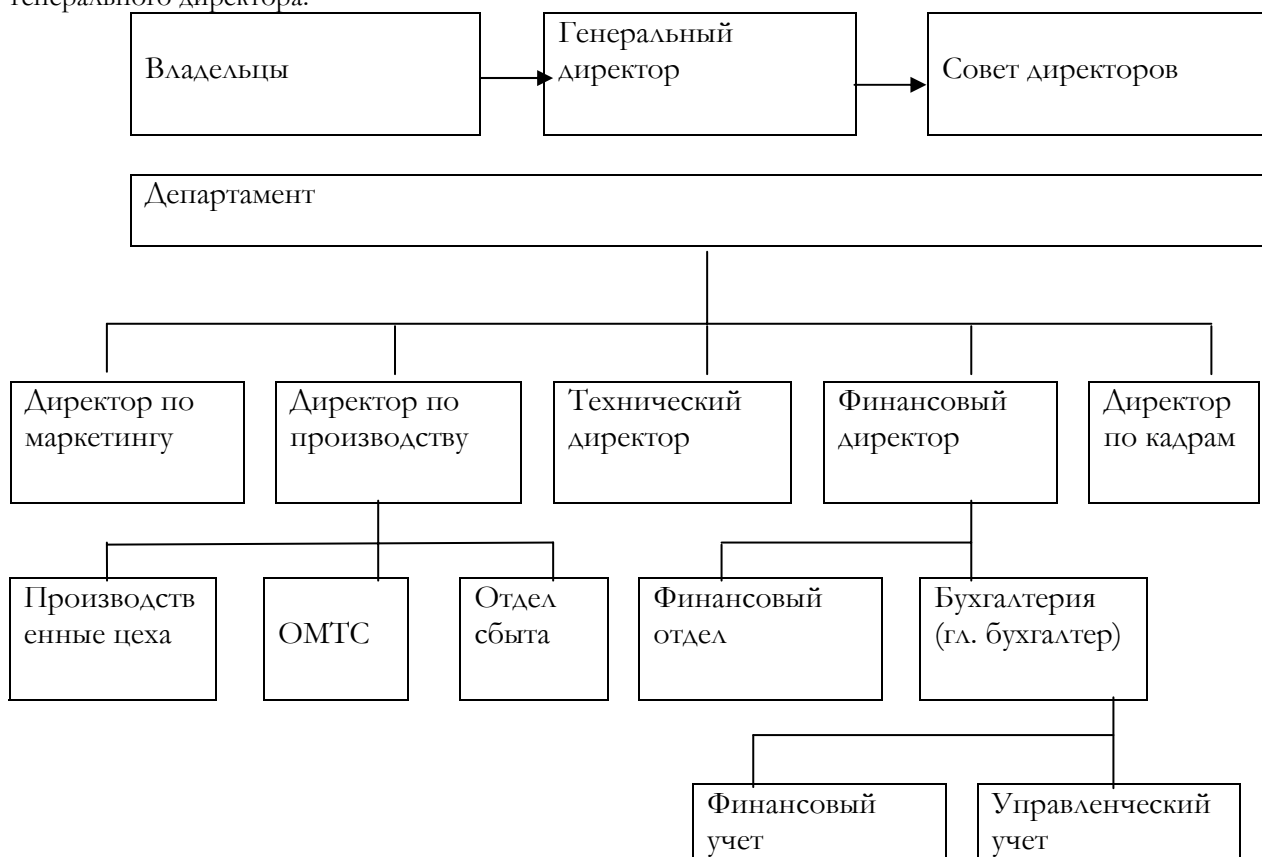 генерального директора.
Владельцы
Генеральный
директор
Совет директоров
Департамент
Директор по
маркетингу
Директор по
производству
Технический
директор
Финансовый
директор
Директор
по кадрам
Производств
енные цеха
ОМТС
Отдел
сбыта
Финансовый
отдел
Бухгалтерия
(гл. бухгалтер)
Финансовый
учет
Управленческий
учет